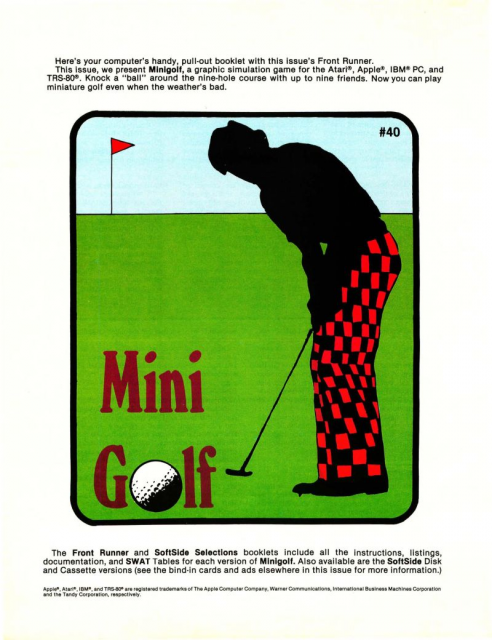 Here's your computer's handy, pull-out booklet with this issue's Front Runner.
This issue, we present Minigolf, a graphic simulation game for the Atari®, Apple®, IBM® PC, and
TRS-80®. Knock a "ball" around the nine-hole course with up to nine friends. Now you can play
miniature golf even when the weather's bad.
#40
Mini
Golf
The Front Runner and SoftSide Selections booklets include all the instructions, listings,
documentation, and SWAT Tables for each version of Minigolf. Also available are the SoftSide Disk
and Cassette versions (see the bind-in cards and ads elsewhere in this issue for more information.)
Apple®, Atari®, IBM®, and TRS-80® are registered trademarks of The Apple Computer Company, Warner Communications, International Business Machines Corporation
and the Tandy Corporation, respectively.